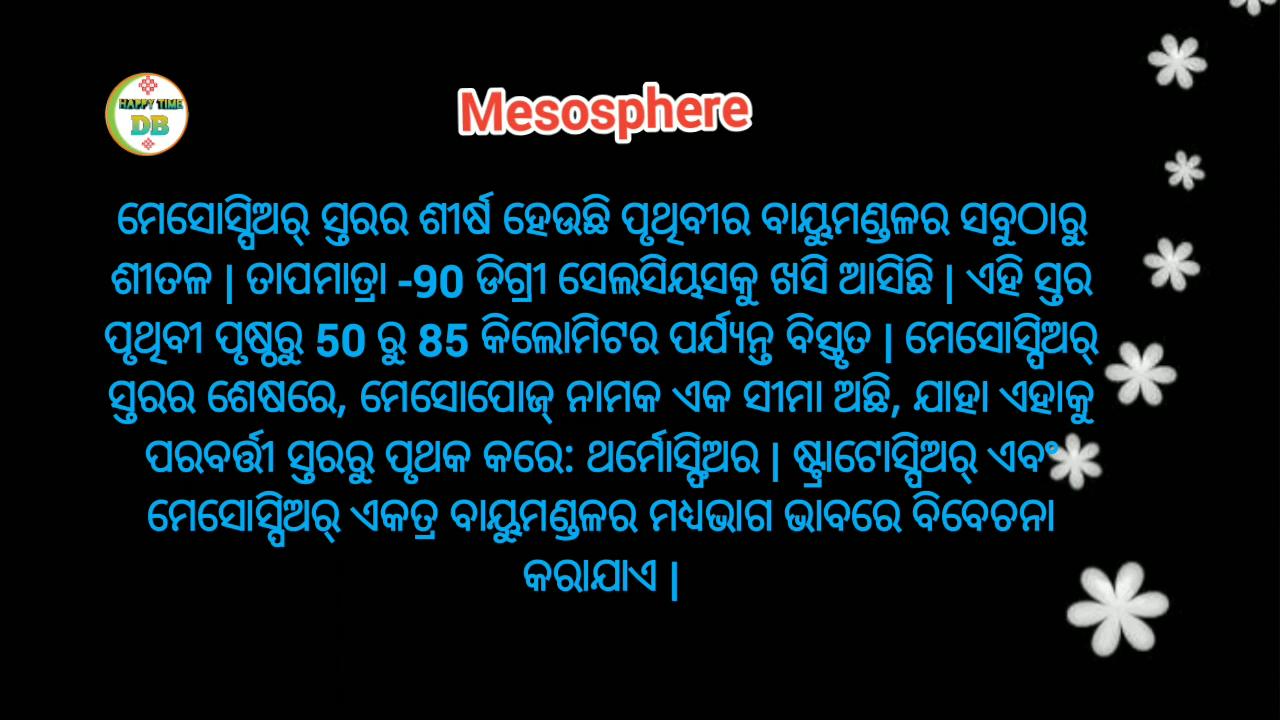 HAPPY TIME
DB
Mesosphere
ମେସୋସ୍ପିଅର୍ ସ୍ତରର ଶୀର୍ଷ ହେଉଛି ପୃଥିବୀର ବାୟୁମଣ୍ଡଳର ସବୁଠାରୁ
ଶୀତଳ | ତାପମାତ୍ରା -90 ଡିଗ୍ରୀ ସେଲସିୟସକୁ ଖସି ଆସିଛି | ଏହି ସ୍ତର
ପୃଥିବୀ ପୃଷ୍ଠରୁ 50 ରୁ 85 କିଲୋମିଟର ପର୍ଯ୍ୟନ୍ତ ବିସ୍ତୃତ | ମେସୋସ୍ପିଅର୍
ସ୍ତରର ଶେଷରେ, ମେସୋପୋଜ୍ ନାମକ ଏକ ସୀମା ଅଛି, ଯାହା ଏହାକୁ
ପରବର୍ତ୍ତୀ ସ୍ତରରୁ ପୃଥକ କରେ: ଥର୍ମୋସ୍ଫିଅର | ଷ୍ଟ୍ରାଟୋସ୍ପିଅର୍ ଏବଂ
ମେସୋସ୍ପିଅର୍ ଏକତ୍ର ବାୟୁମଣ୍ଡଳର ମଧ୍ୟଭାଗ ଭାବରେ ବିବେଚନା
କରାଯାଏ |